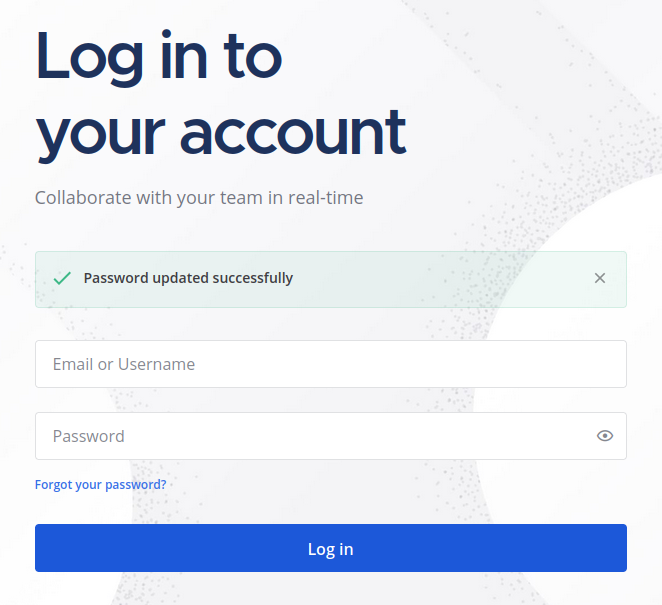 Log in to
your account
Collaborate with your team in real-time
Password updated successfully
Email or Username
Password
Forgot your password?
Log in